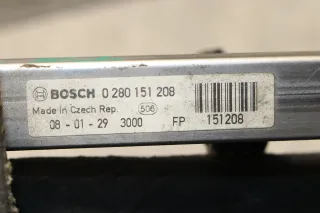 BOSCH 0 280 151 208
Made in Czech Rep. 506
08 - 01 - 29 3000 FP 151208